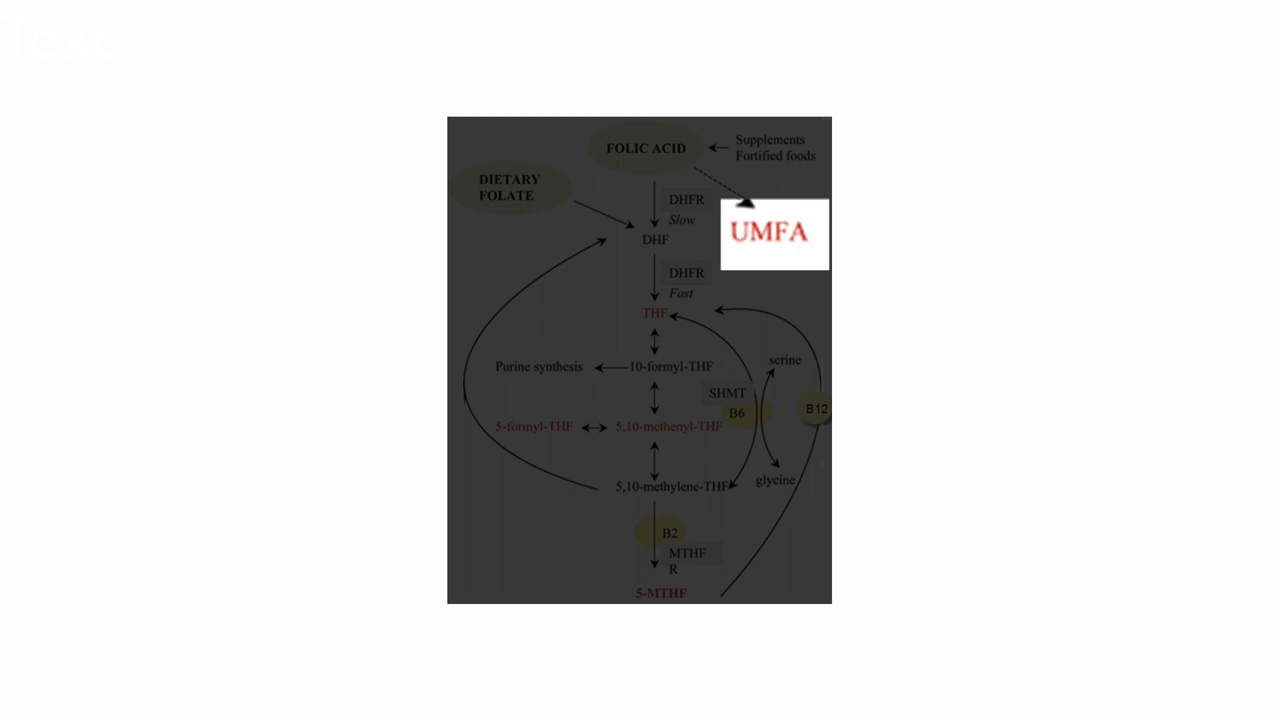 Text
FOLIC ACID
Supplements
Fortified foods
DIETARY
FOLATE
DHFR
Slow
UMFA
DHF
DHFR
Fast
THF
Purine synthesis
10-formyl-THF
serine
SHMT
B6
B12
5-formyl-THF
5,10-methenyl-THF
5,10-methylene-THF
glycine
B2
MTHF
R
5-MTHF